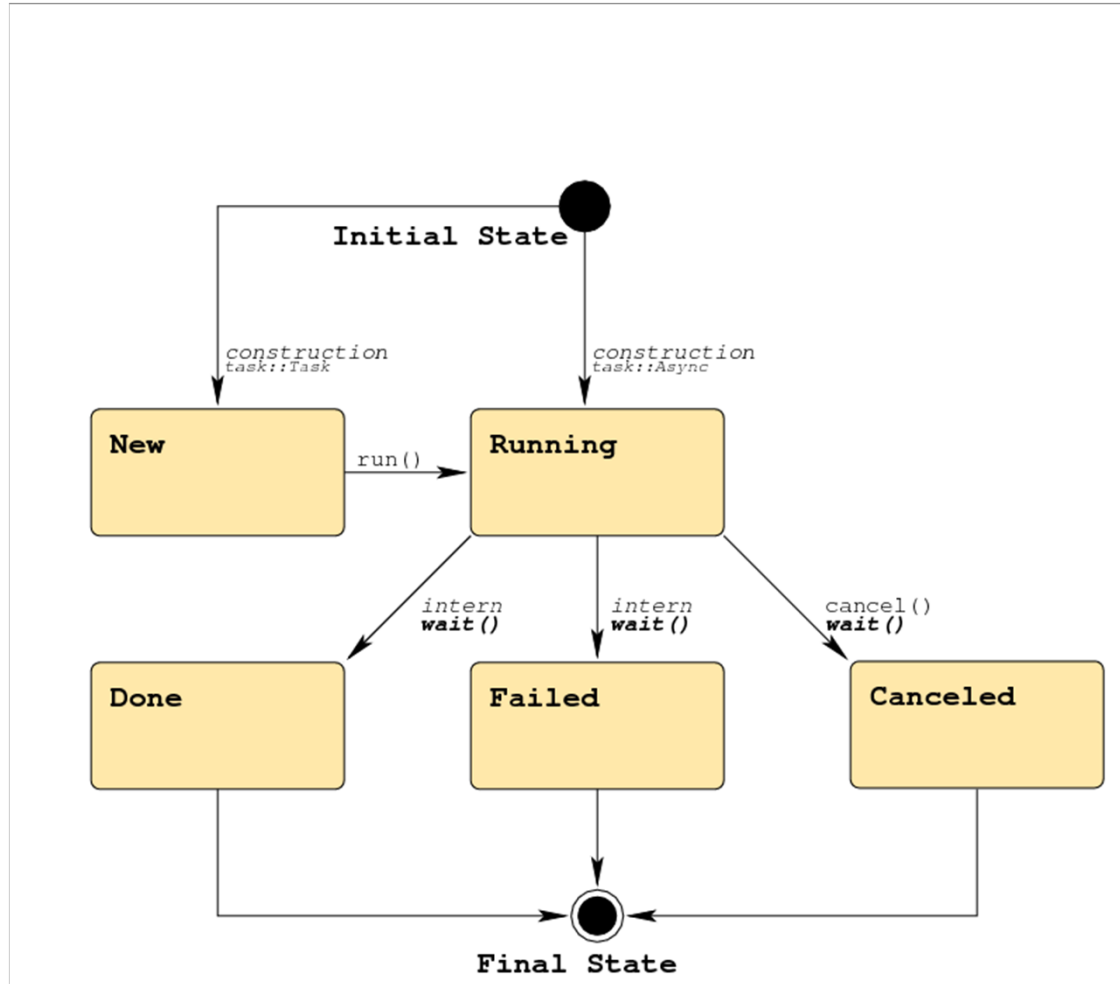 Initial State
construction
task::Task
construction
task::Async
New
run()
Running
intern
wait()
intern
wait()
cancel()
wait()
Done
Failed
Canceled
Final State